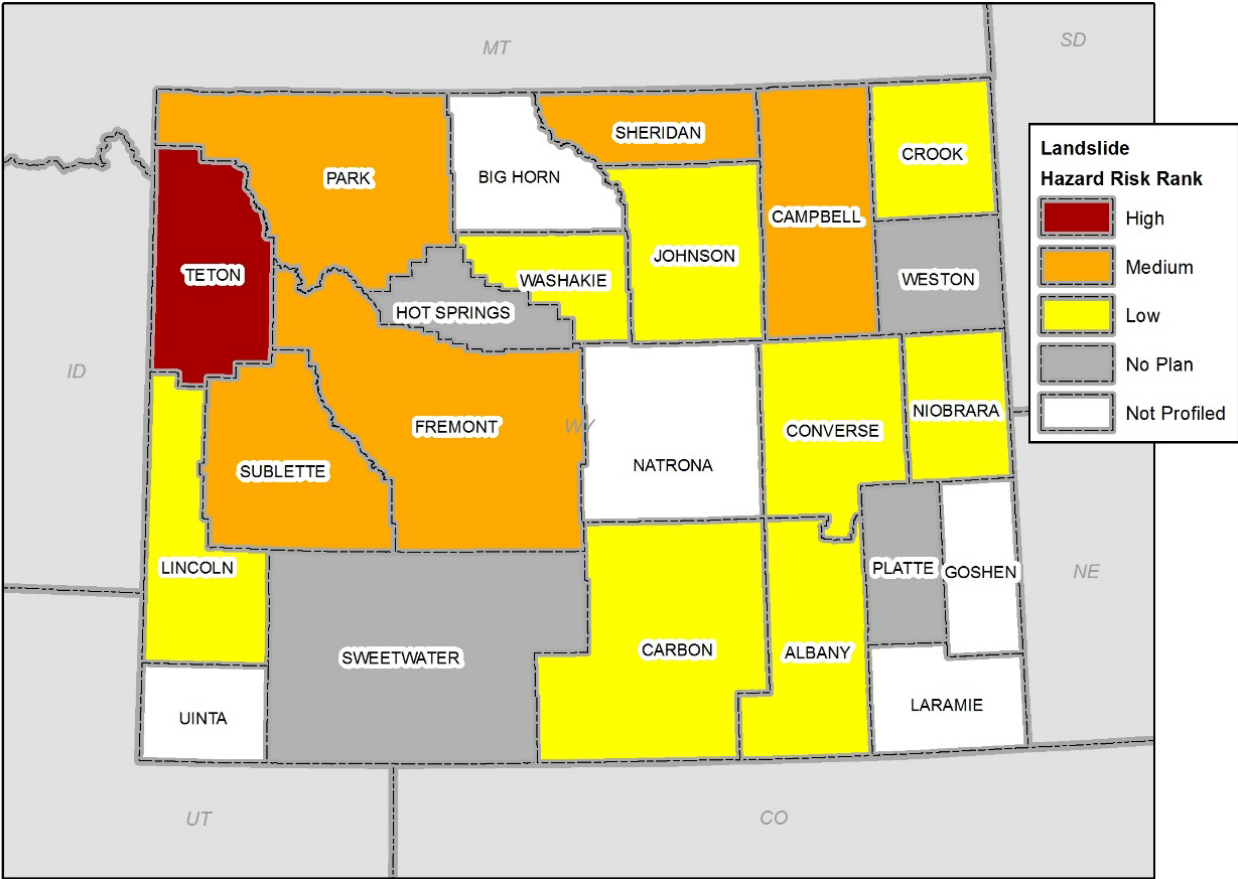 MT
SD
SHERIDAN
CROOK
PARK
BIG HORN
CAMPBELL
JOHNSON
TETON
WASHAKIE
WESTON
HOT SPRINGS
ID
NIOBRARA
FREMONT
WY
CONVERSE
NATRONA
SUBLETTE
LINCOLN
PLATTE
GOSHEN
NE
SWEETWATER
CARBON
ALBANY
UINTA
LARAMIE
UT
CO
Landslide
Hazard Risk Rank
High
Medium
Low
No Plan
Not Profiled